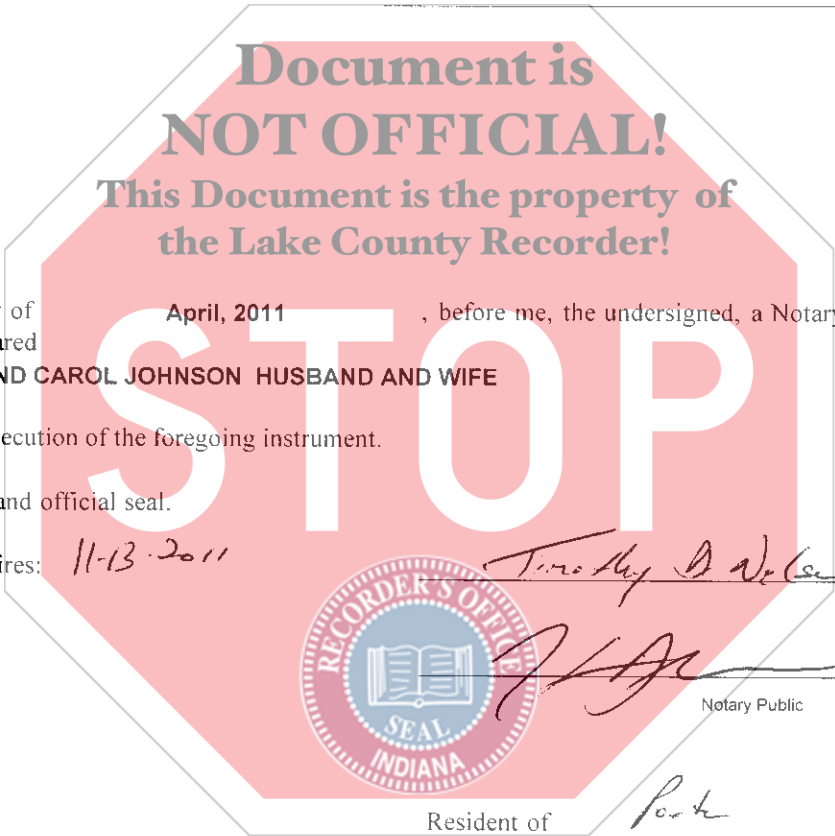 Document is
NOT OFFICIAL!
This Document is the property of
the Lake County Recorder!
STOP
of April, 2011 , before me, the undersigned, a Notary
ared
ND CAROL JOHNSON HUSBAND AND WIFE
ecution of the foregoing instrument.
and official seal.
ires: 11-13-2011
Timothy D Nelson
RECORDER'S OFFICE
SEAL
INDIANA
Notary Public
Resident of